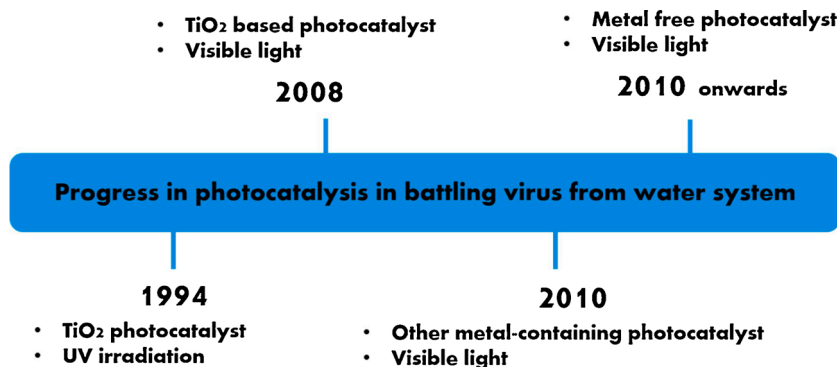 • TiO₂ based photocatalyst
• Visible light
2008
• Metal free photocatalyst
• Visible light
2010 onwards
Progress in photocatalysis in battling virus from water system
1994
• TiO₂ photocatalyst
• UV irradiation
2010
• Other metal-containing photocatalyst
• Visible light